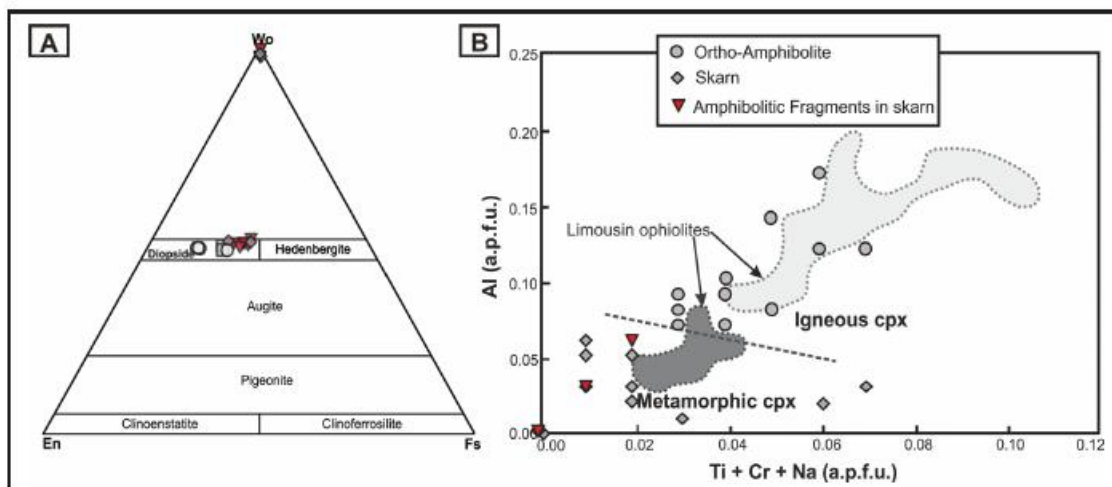 A
Wo
Diopside
Hedenbergite
Augite
Pigeonite
Clinoenstatite
Clinoferrosilite
En
Fs
B
Ortho-Amphibolite
Skarn
Amphibolitic Fragments in skarn
Al (a.p.f.u.)
0.25
0.20
0.15
0.10
0.05
0.00
Limousin ophiolites
Igneous cpx
Metamorphic cpx
0.00 0.02 0.04 0.06 0.08 0.10 0.12
Ti + Cr + Na (a.p.f.u.)